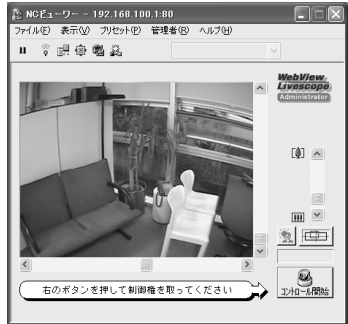 NCビューワー - 192.168.100.1:80
ファイル(F) 表示(V) プリセット(P) 管理者(R) ヘルプ(H)
WebView
Livescope
Administrator
右のボタンを押して制御権を取ってください
コントロール開始